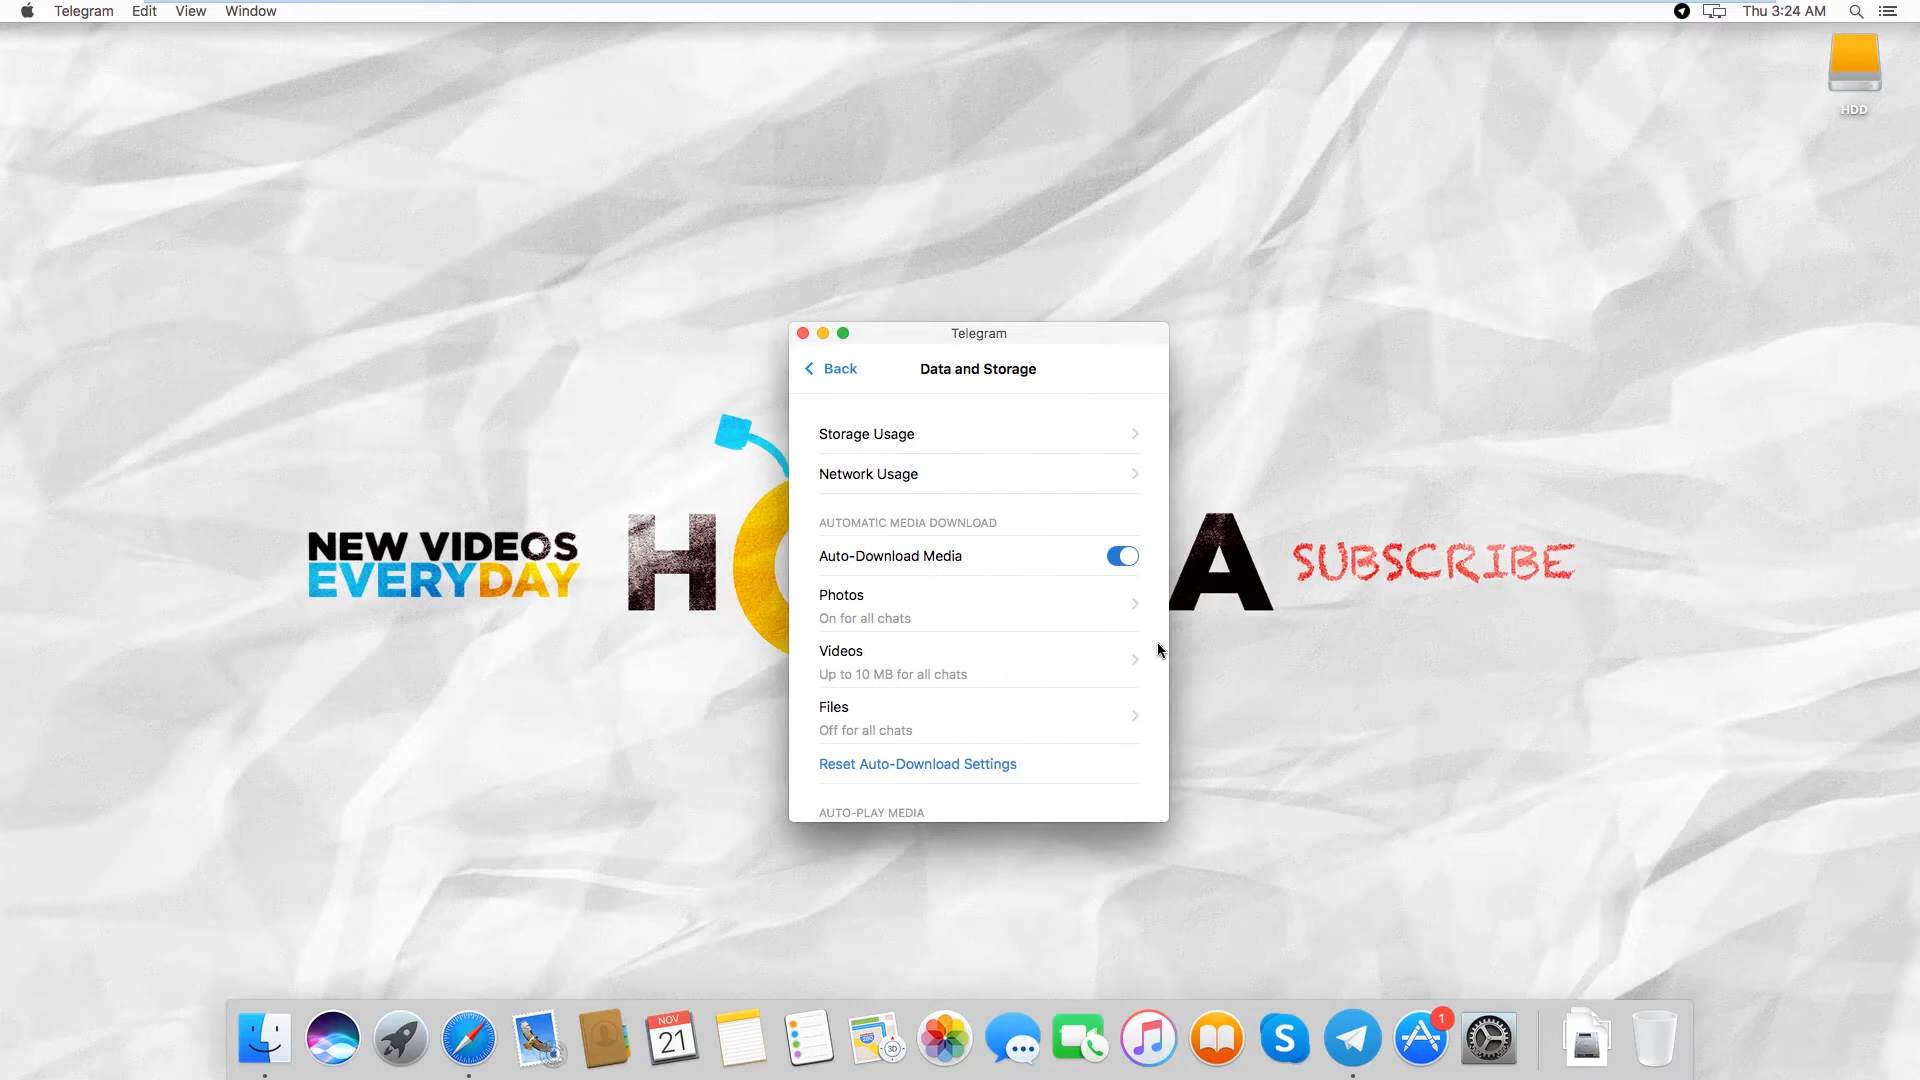 Telegram Edit View Window Thu 3:24 AM
HDD
Telegram
Back Data and Storage
Storage Usage
Network Usage
AUTOMATIC MEDIA DOWNLOAD
Auto-Download Media
Photos
On for all chats
Videos
Up to 10 MB for all chats
Files
Off for all chats
Reset Auto-Download Settings
AUTO-PLAY MEDIA
NEW VIDEOS
EVERYDAY
H
A
SUBSCRIBE
NOV
21
280
3D
S
1